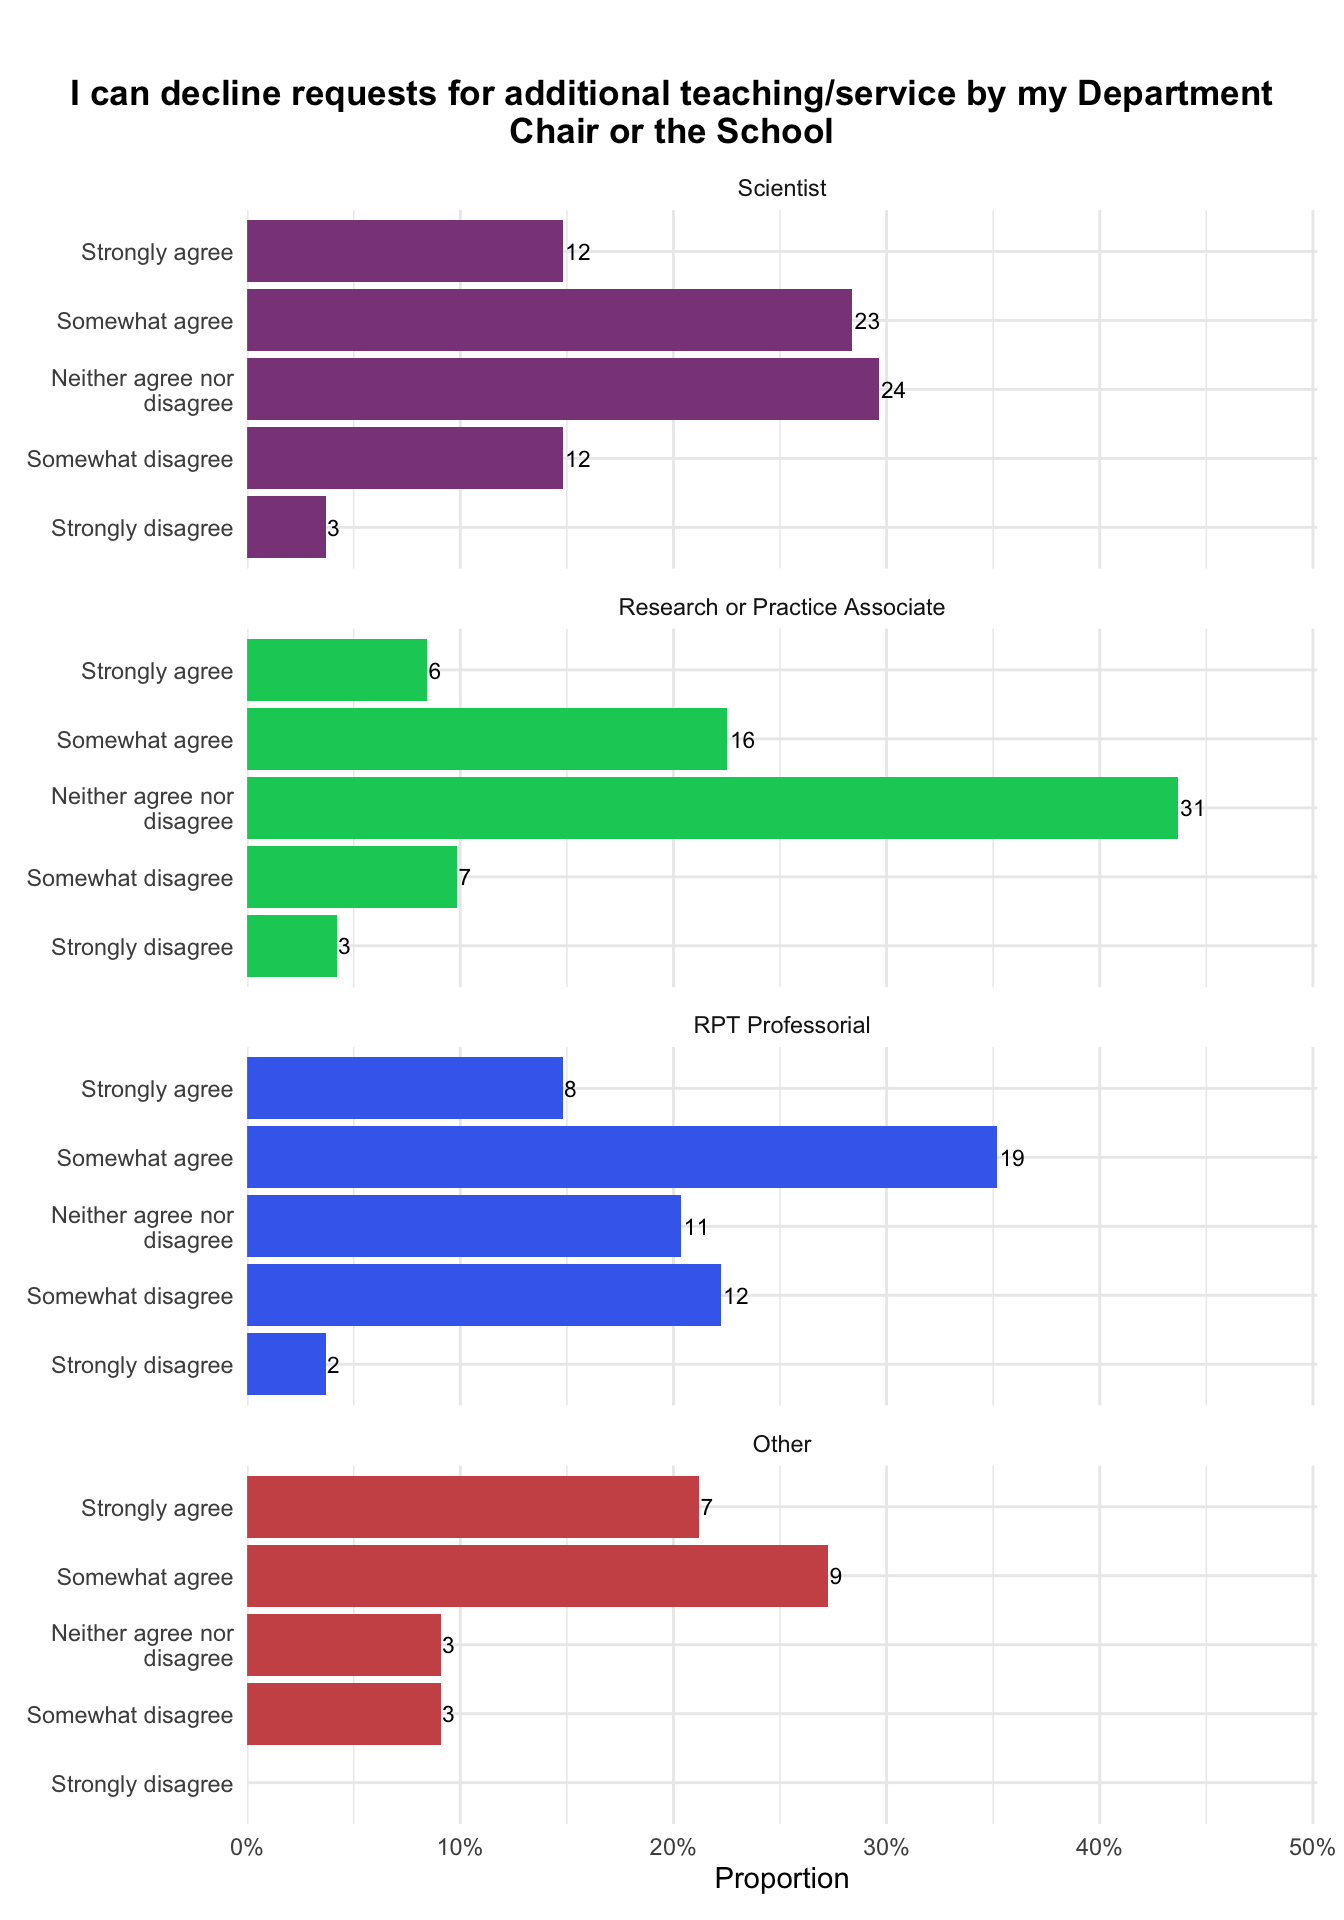 I can decline requests for additional teaching/service by my Department
Chair or the School
Scientist
Strongly agree
12
Somewhat agree
23
Neither agree nor
disagree
24
Somewhat disagree
12
Strongly disagree
3
Research or Practice Associate
Strongly agree
6
Somewhat agree
16
Neither agree nor
disagree
31
Somewhat disagree
7
Strongly disagree
3
RPT Professorial
Strongly agree
8
Somewhat agree
19
Neither agree nor
disagree
11
Somewhat disagree
12
Strongly disagree
2
Other
Strongly agree
7
Somewhat agree
9
Neither agree nor
disagree
3
Somewhat disagree
3
Strongly disagree
0% 10% 20% 30% 40% 50%
Proportion